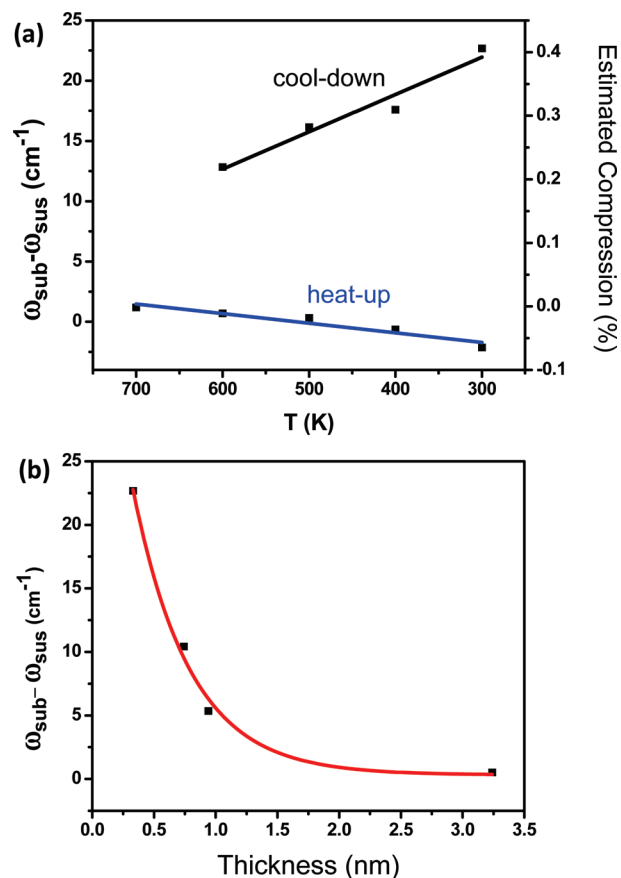 (a)
25
20
15
10
5
0
ω_sub-ω_sus (cm⁻¹)
cool-down
heat-up
0.4
0.3
0.2
0.1
0.0
-0.1
Estimated Compression (%)
700 600 500 400 300
T (K)
(b)
25
20
15
10
5
0
ω_sub– ω_sus (cm⁻¹)
0.0 0.5 1.0 1.5 2.0 2.5 3.0 3.5
Thickness (nm)